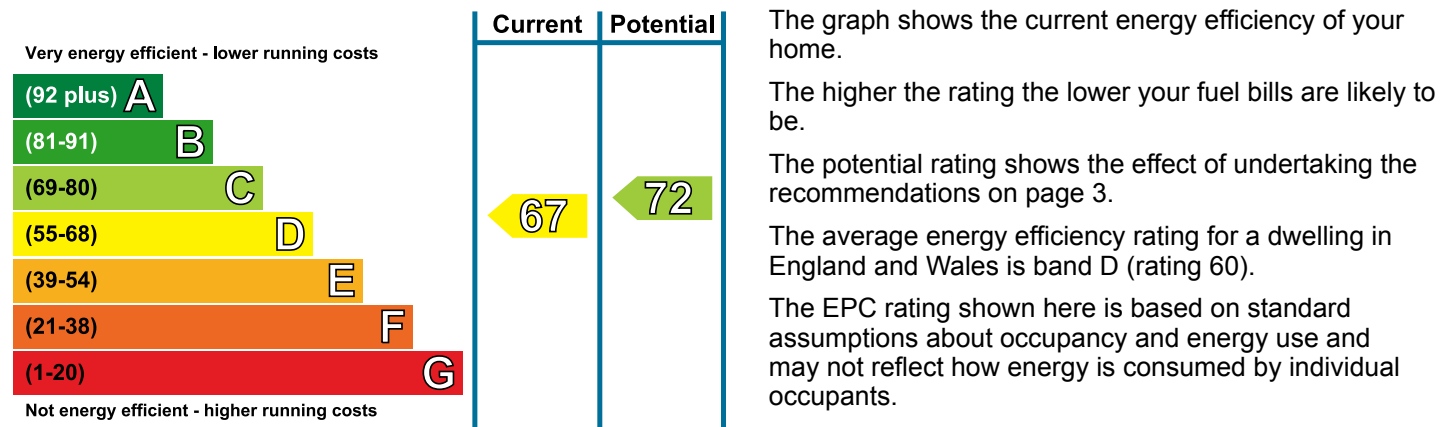 Current Potential
Very energy efficient - lower running costs
(92 plus) A
(81-91) B
(69-80) C
(55-68) D
(39-54) E
(21-38) F
(1-20) G
Not energy efficient - higher running costs
67
72
The graph shows the current energy efficiency of your
home.
The higher the rating the lower your fuel bills are likely to
be.
The potential rating shows the effect of undertaking the
recommendations on page 3.
The average energy efficiency rating for a dwelling in
England and Wales is band D (rating 60).
The EPC rating shown here is based on standard
assumptions about occupancy and energy use and
may not reflect how energy is consumed by individual
occupants.